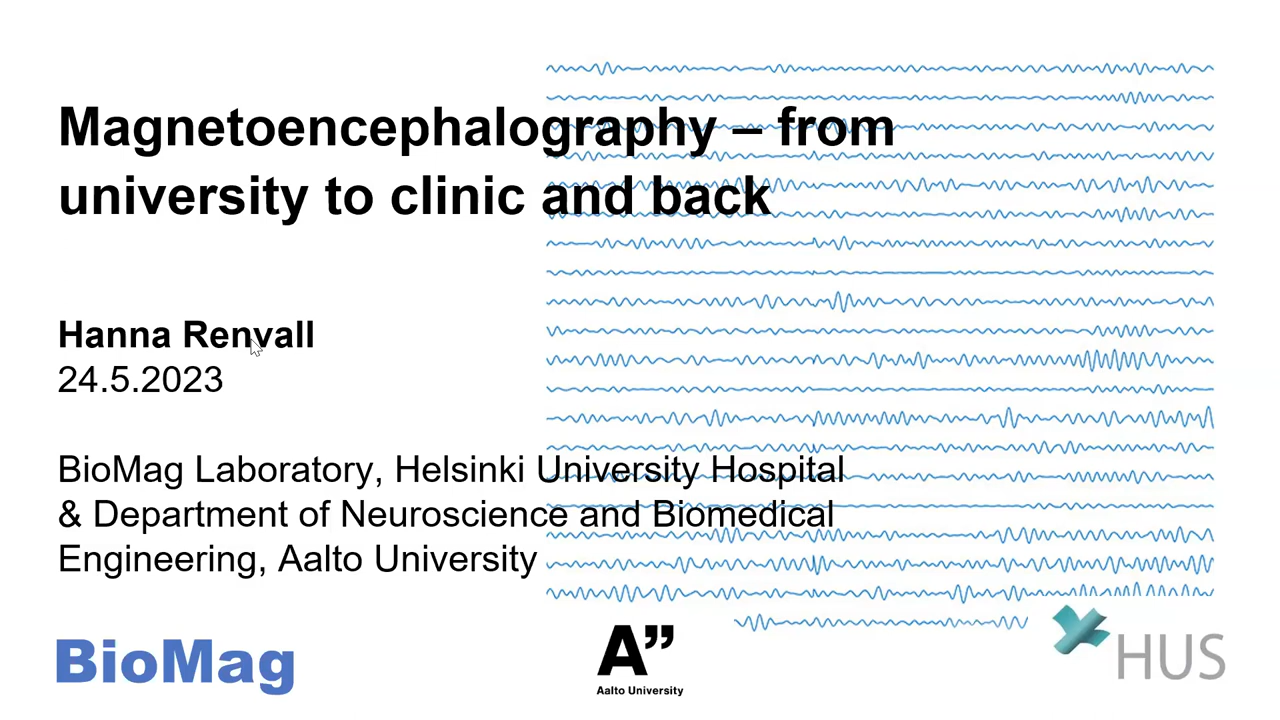 Magnetoencephalography – from
university to clinic and back
Hanna Renvall
24.5.2023
BioMag Laboratory, Helsinki University Hospital
& Department of Neuroscience and Biomedical
Engineering, Aalto University
BioMag
A”
Aalto University
HUS